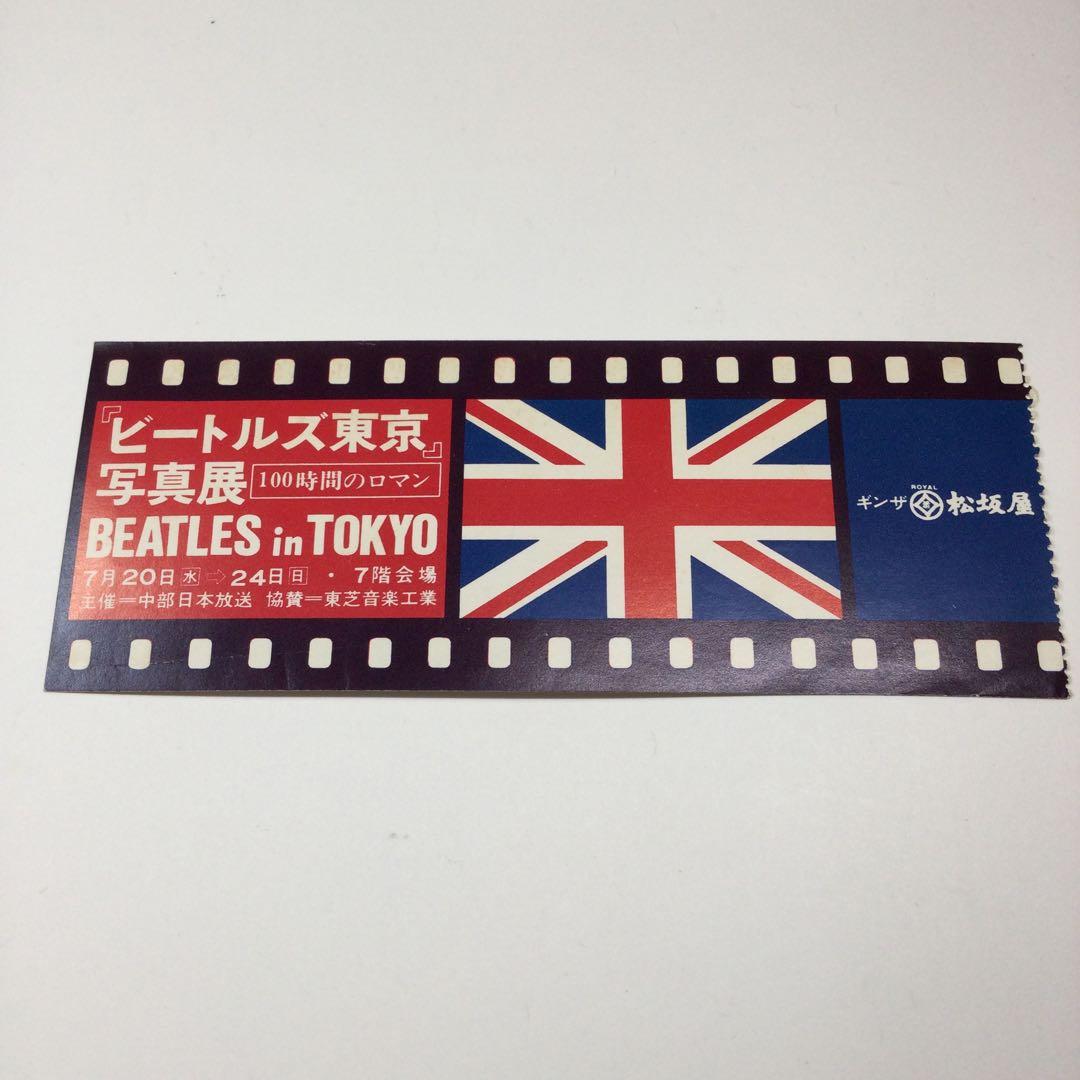 『ビートルズ東京』
写真展 100時間のロマン
BEATLES in TOKYO
7月20日水⇨24日日・7階会場
主催＝中部日本放送 協賛＝東芝音楽工業
ROYAL
ギンザ 松坂屋